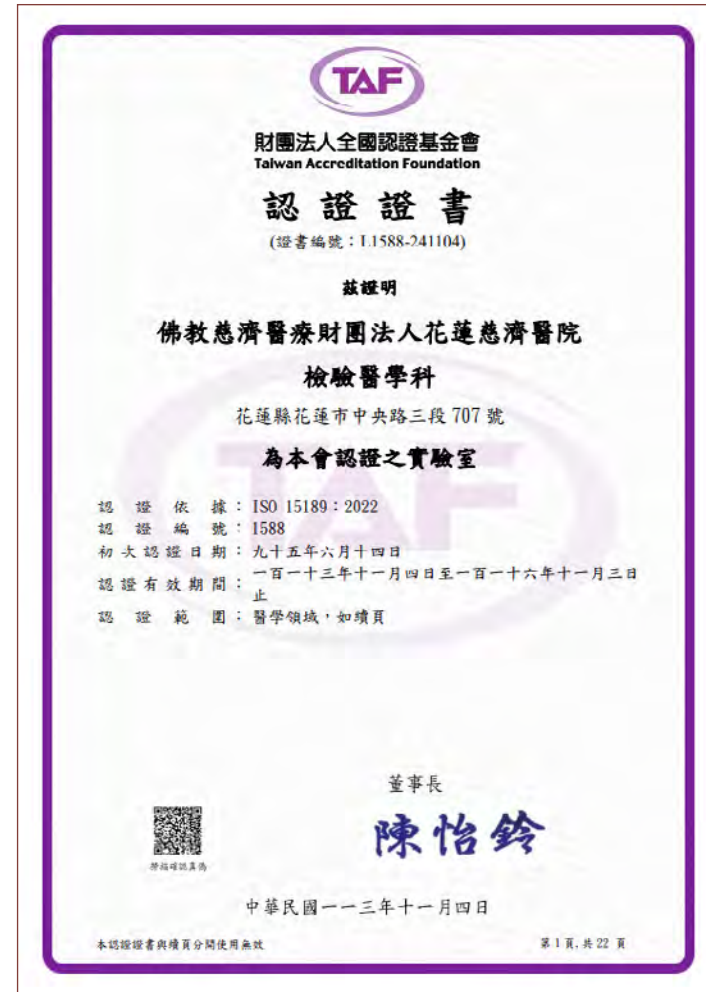 TAF
財團法人全國認證基金會
Taiwan Accreditation Foundation
認證證書
(證書編號：L1588-241104)
茲證明
佛教慈濟醫療財團法人花蓮慈濟醫院
檢驗醫學科
花蓮縣花蓮市中央路三段 707 號
為本會認證之實驗室
認證依據：ISO 15189：2022
認證編號：1588
初次認證日期：九十五年六月十四日
認證有效期間：一百一十三年十一月四日至一百一十六年十一月三日
止
認證範圍：醫學領域，如續頁
董事長
陳怡鈴
掃描確認真偽
中華民國一一三年十一月四日
本認證證書與續頁分開使用無效
第 1 頁，共 22 頁